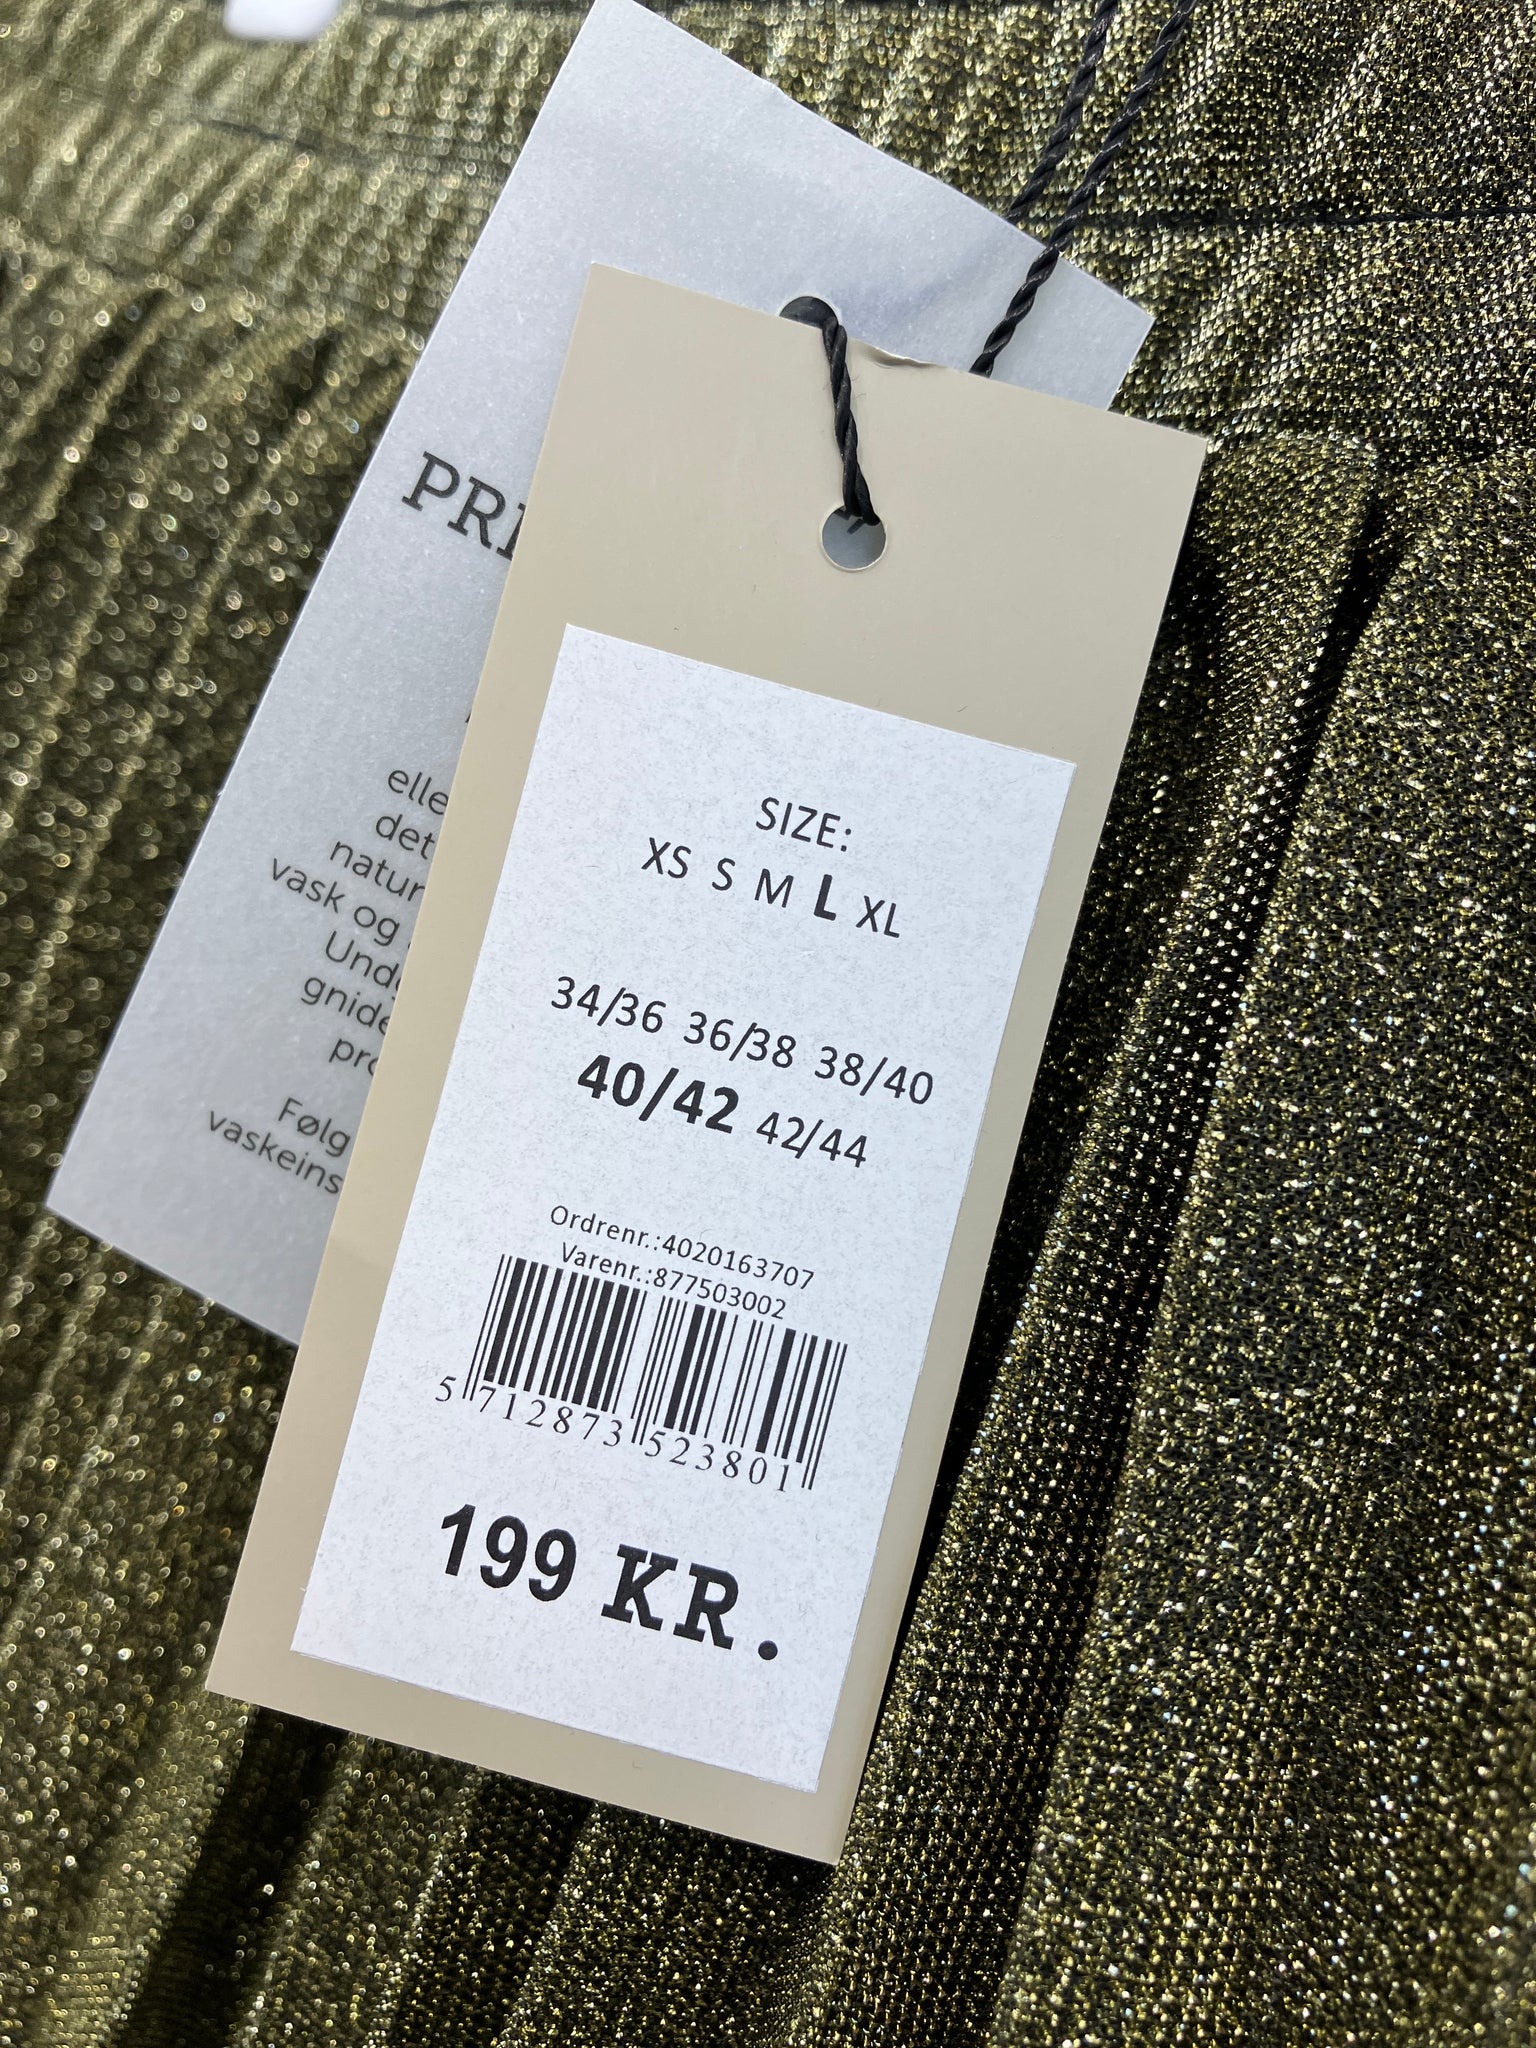 SIZE:
XS S M L XL
34/36 36/38 38/40
40/42 42/44
Ordrenr.:4020163707
Varenr.:877503002
5 712873 523801
199 KR.
elle
det
natur
vask og
Und
gnide
pro
Følg
vaskeins